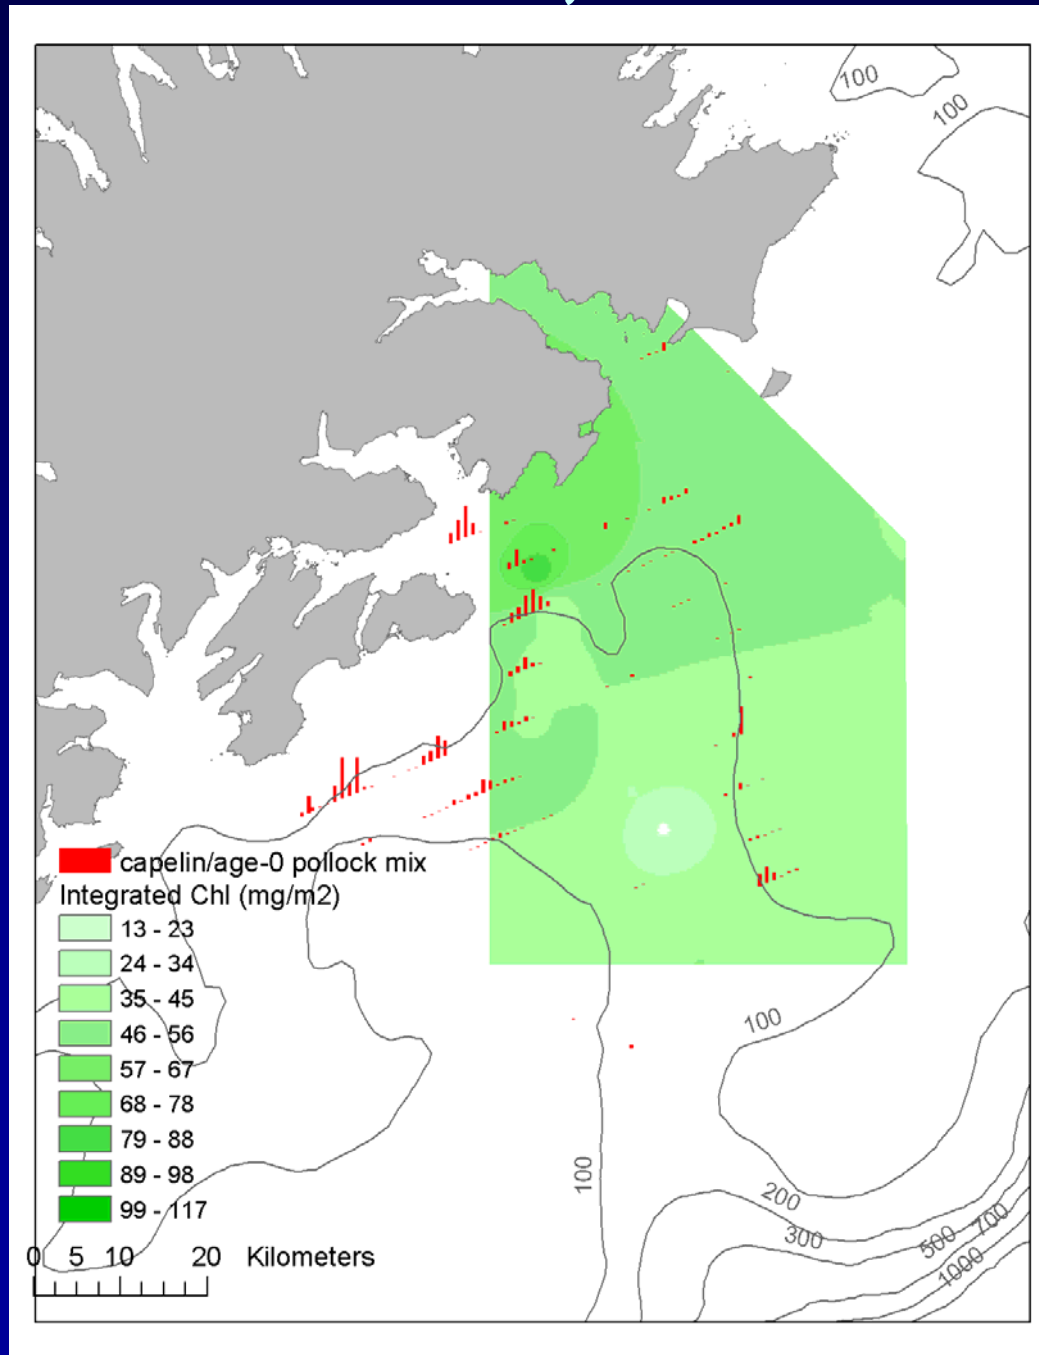 100
100
capelin/age-0 pollock mix
Integrated Chl (mg/m2)
13 - 23
24 - 34
35 - 45
46 - 56
57 - 67
68 - 78
79 - 88
89 - 98
99 - 117
100
100
200
300
500
700
1000
0 5 10 20 Kilometers